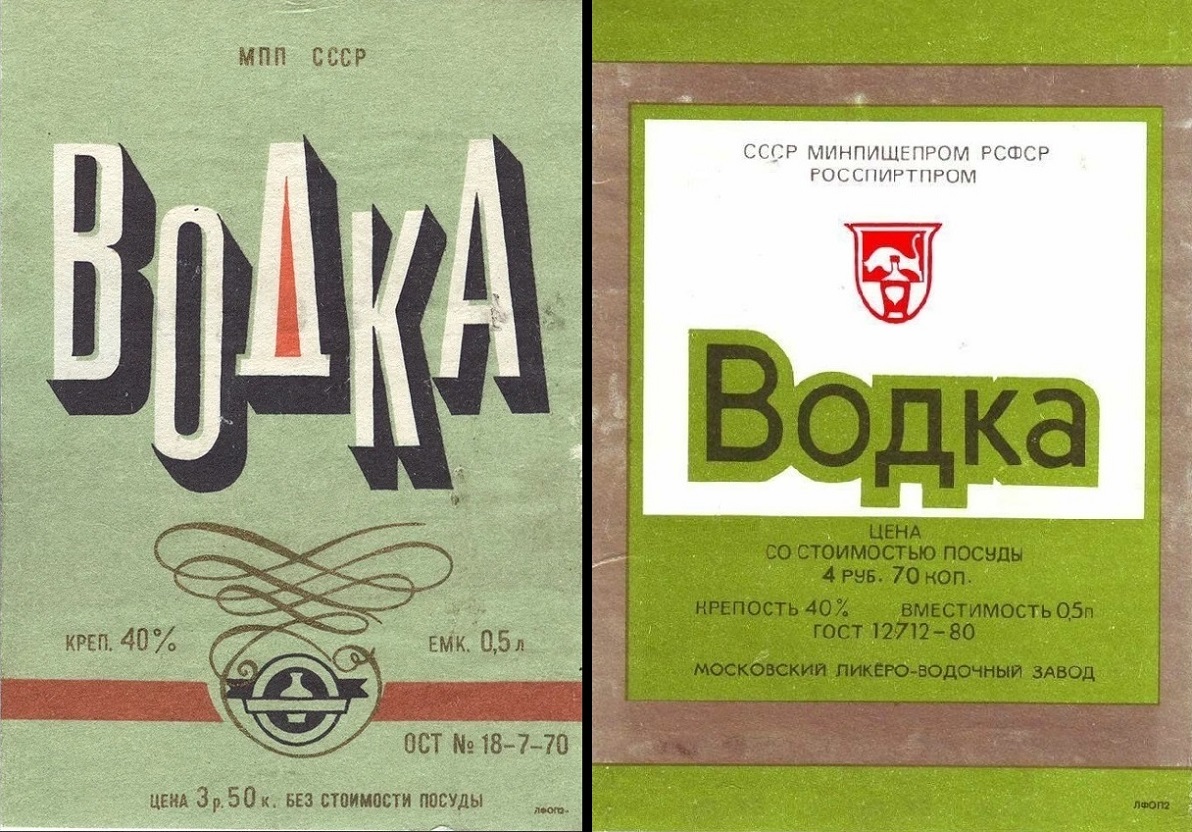 МПП СССР
ВОДКА
КРЕП. 40%
ЕМК. 0,5 л
ОСТ № 18-7-70
ЦЕНА 3 р. 50 к. БЕЗ СТОИМОСТИ ПОСУДЫ
ЛФОП2
СССР МИНПИЩЕПРОМ РСФСР
РОССПИРТПРОМ
Водка
ЦЕНА
СО СТОИМОСТЬЮ ПОСУДЫ
4 РУБ. 70 КОП.
КРЕПОСТЬ 40% ВМЕСТИМОСТЬ 0,5л
ГОСТ 12712-80
МОСКОВСКИЙ ЛИКЁРО-ВОДОЧНЫЙ ЗАВОД
ЛФОП2